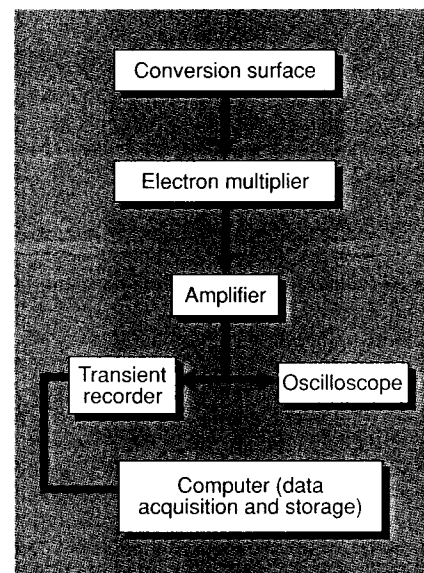 Conversion surface
Electron multiplier
Amplifier
Transient
recorder
Oscilloscope
Computer (data
acquisition and storage)